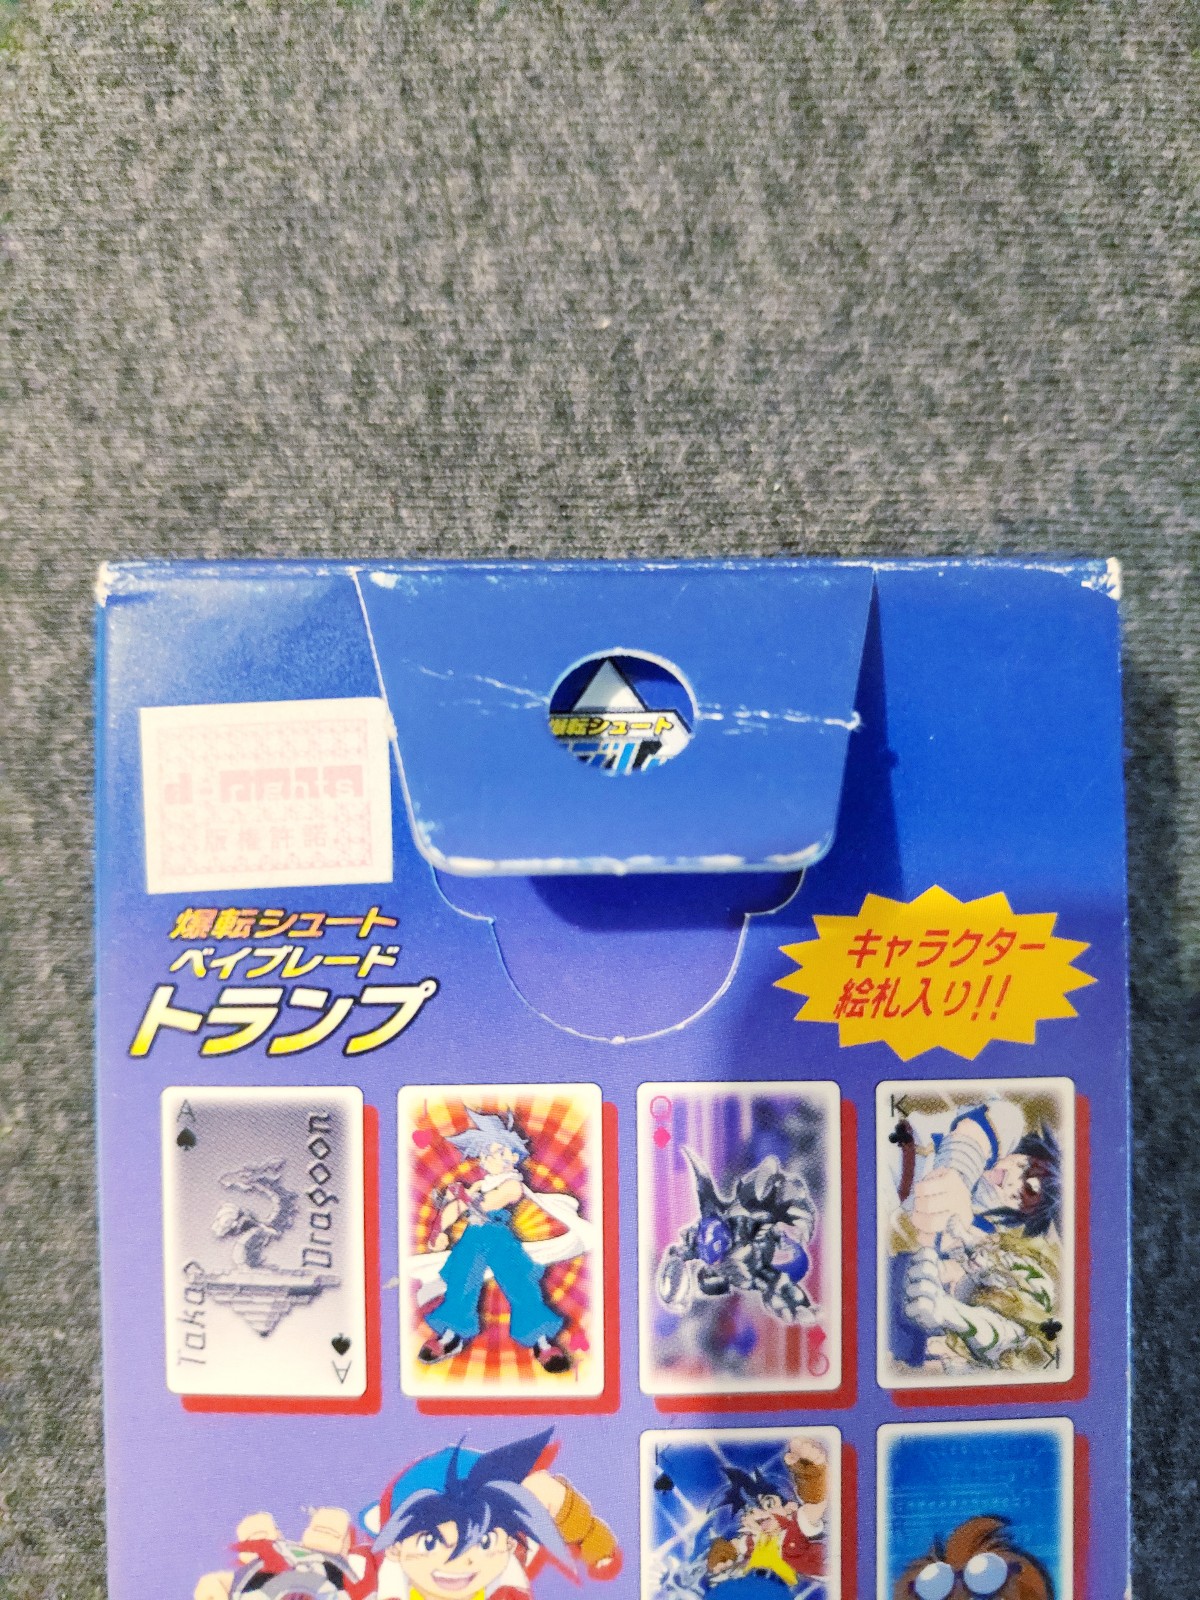 爆転シュート
d-rights
版権許諾
爆転シュート
ベイブレード
トランプ
キャラクター
絵札入り!!
A
Takao
Dragoon
A
J
J
Q
Q
K
K
K
J